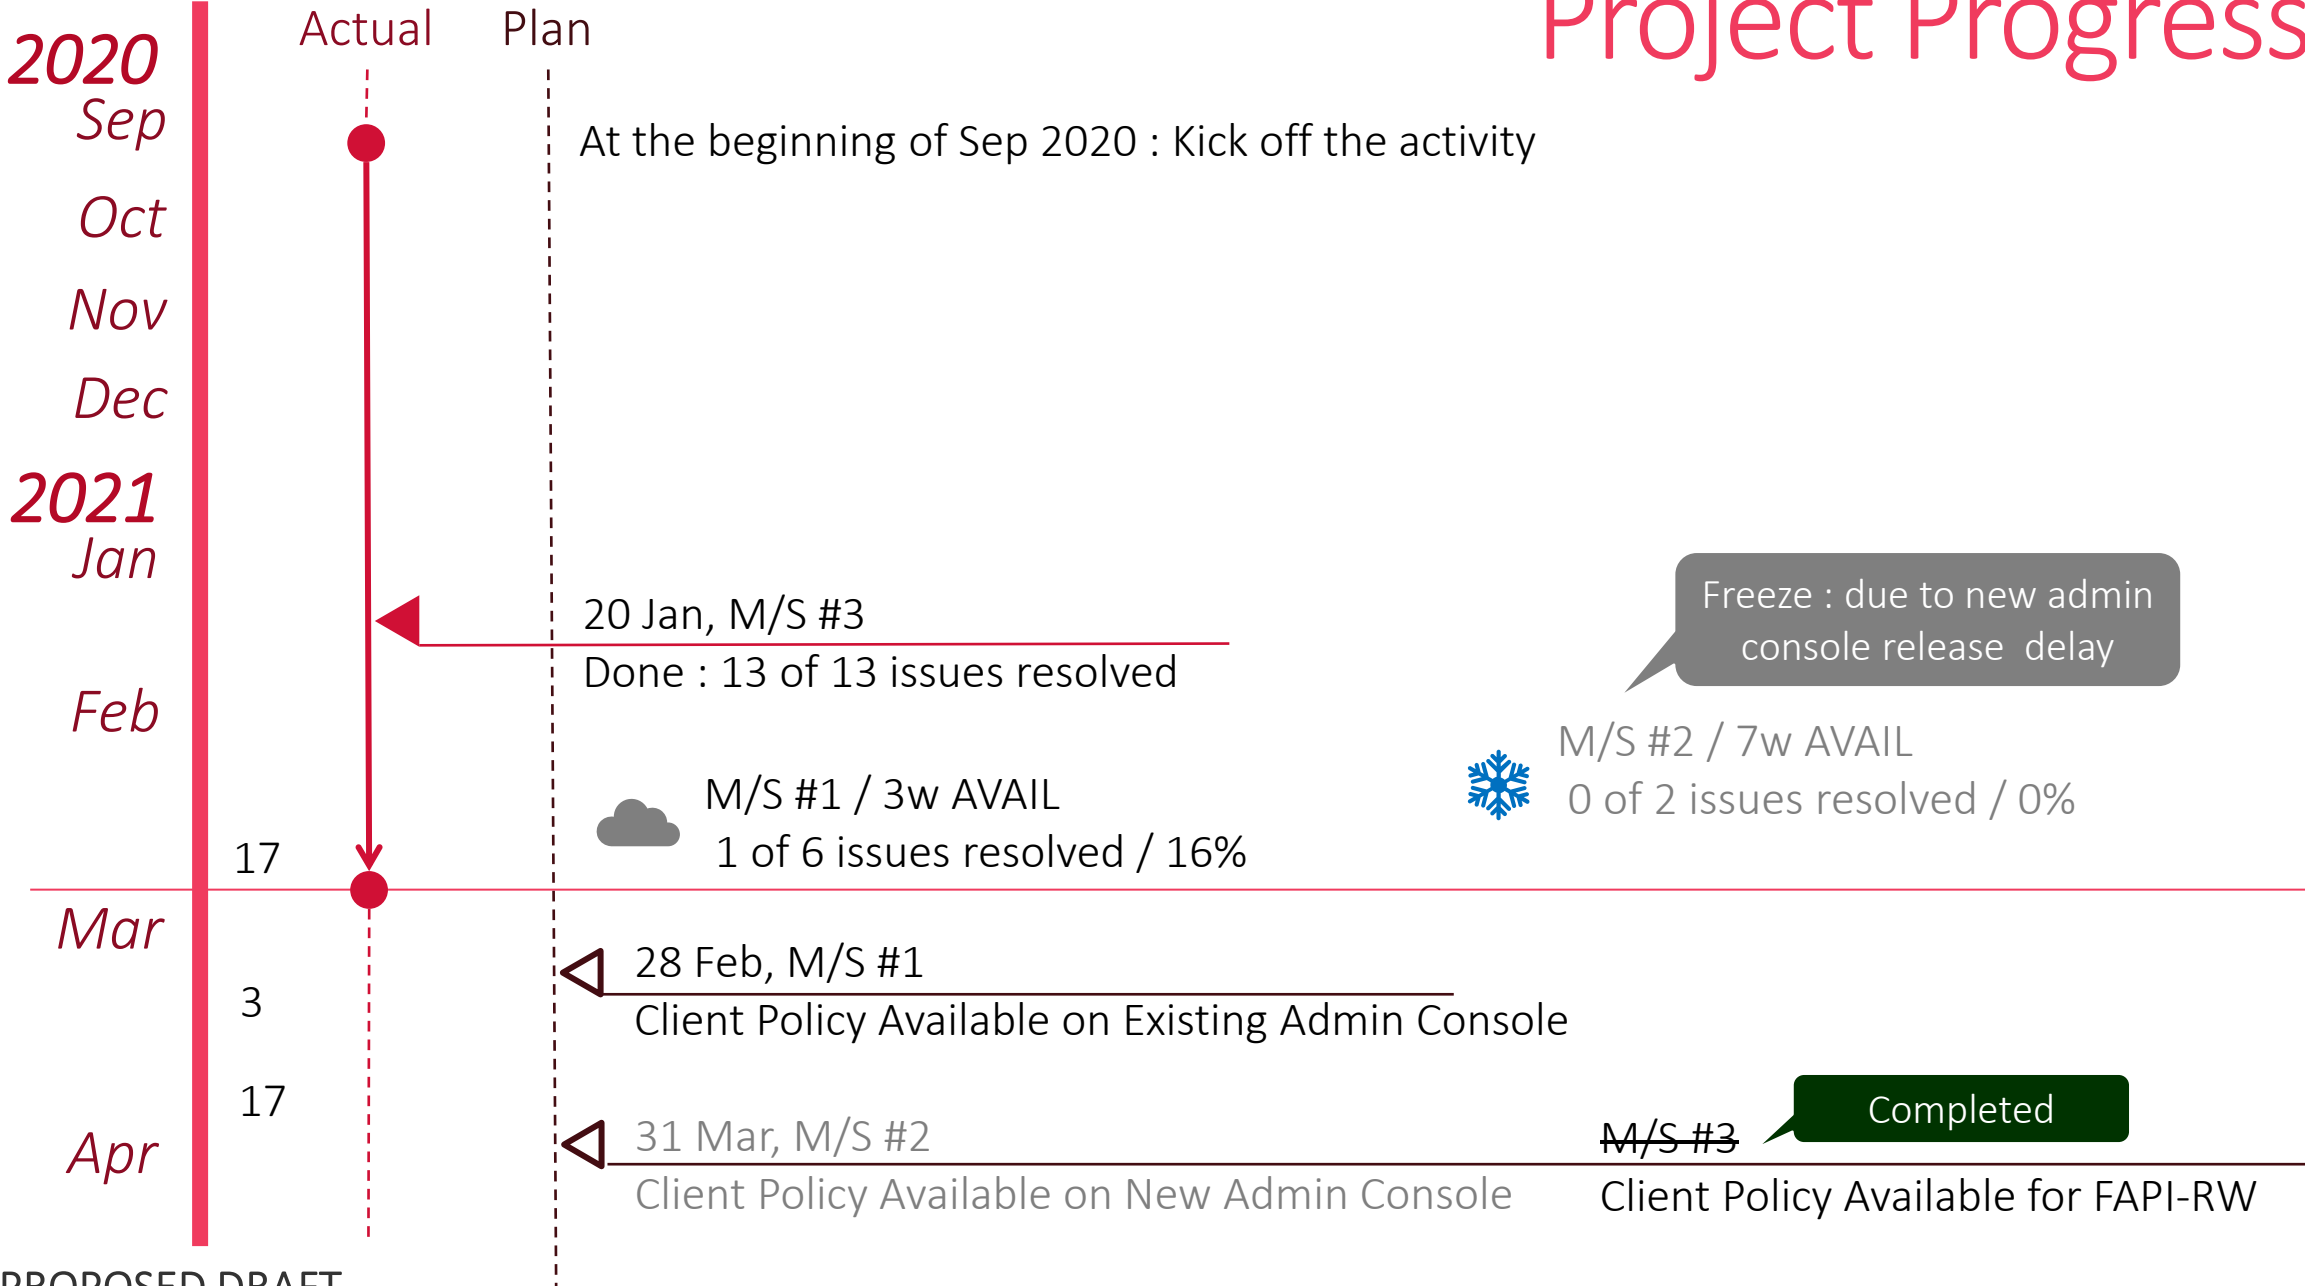 Project Progress
Actual
Plan
2020
Sep
At the beginning of Sep 2020 : Kick off the activity
Oct
Nov
Dec
2021
Jan
20 Jan, M/S #3
Done : 13 of 13 issues resolved
Freeze : due to new admin
console release delay
Feb
M/S #2 / 7w AVAIL
0 of 2 issues resolved / 0%
M/S #1 / 3w AVAIL
1 of 6 issues resolved / 16%
17
Mar
28 Feb, M/S #1
Client Policy Available on Existing Admin Console
3
17
Apr
31 Mar, M/S #2
Client Policy Available on New Admin Console
Completed
M/S #3
Client Policy Available for FAPI-RW
PROPOSED DRAFT